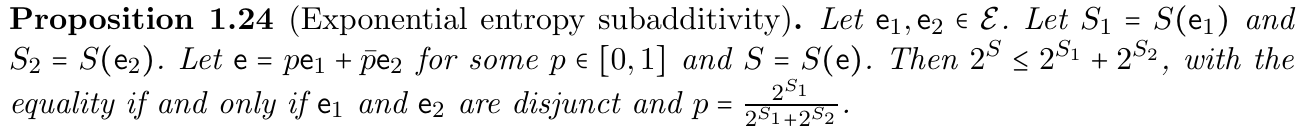 Proposition 1.24 (Exponential entropy subadditivity). Let e₁, e₂ ∈ ℰ. Let S₁ = S(e₁) and
S₂ = S(e₂). Let e = pe₁ + p̄e₂ for some p ∈ [0, 1] and S = S(e). Then 2^S ≤ 2^{S₁} + 2^{S₂}, with the
equality if and only if e₁ and e₂ are disjunct and p = \frac{2^{S₁}}{2^{S₁}+2^{S₂}}.